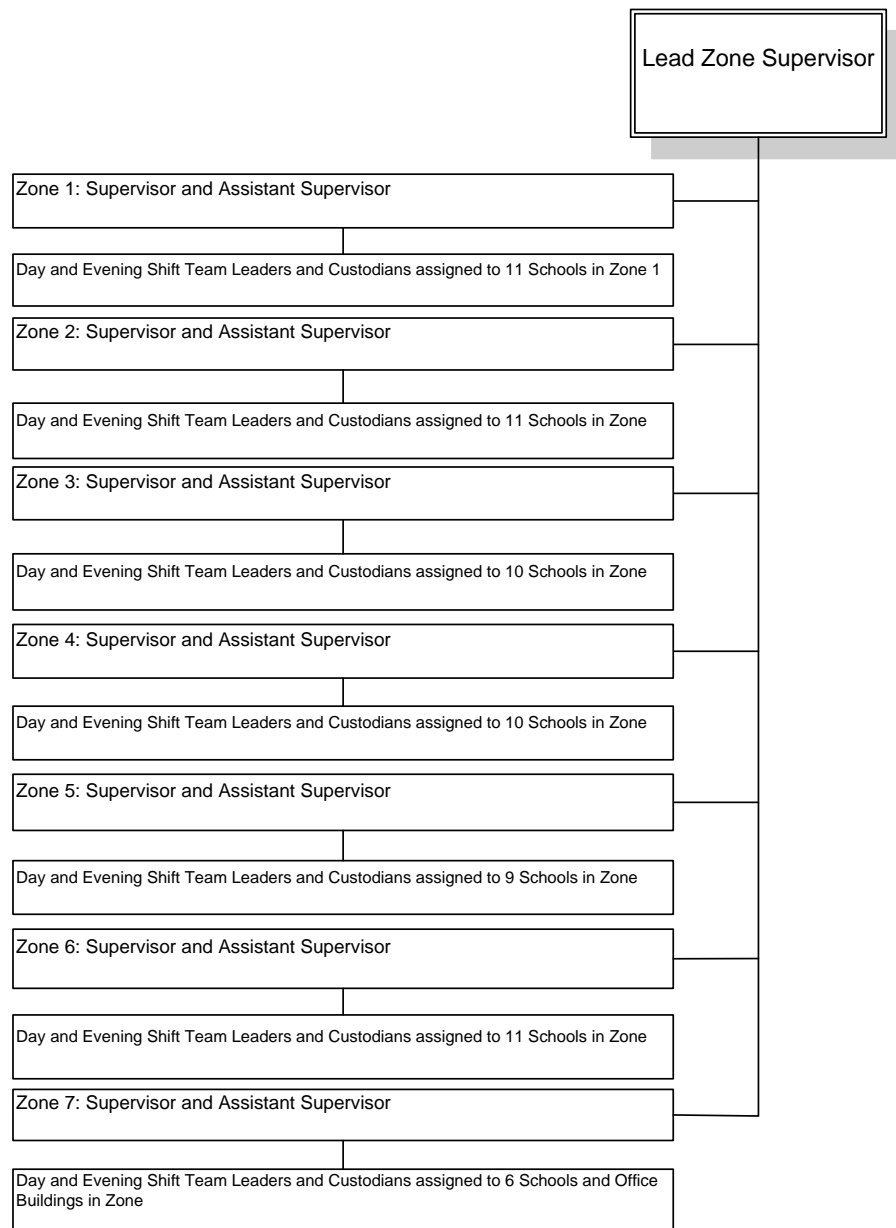 Lead Zone Supervisor
Zone 1: Supervisor and Assistant Supervisor
Day and Evening Shift Team Leaders and Custodians assigned to 11 Schools in Zone 1
Zone 2: Supervisor and Assistant Supervisor
Day and Evening Shift Team Leaders and Custodians assigned to 11 Schools in Zone
Zone 3: Supervisor and Assistant Supervisor
Day and Evening Shift Team Leaders and Custodians assigned to 10 Schools in Zone
Zone 4: Supervisor and Assistant Supervisor
Day and Evening Shift Team Leaders and Custodians assigned to 10 Schools in Zone
Zone 5: Supervisor and Assistant Supervisor
Day and Evening Shift Team Leaders and Custodians assigned to 9 Schools in Zone
Zone 6: Supervisor and Assistant Supervisor
Day and Evening Shift Team Leaders and Custodians assigned to 11 Schools in Zone
Zone 7: Supervisor and Assistant Supervisor
Day and Evening Shift Team Leaders and Custodians assigned to 6 Schools and Office
Buildings in Zone